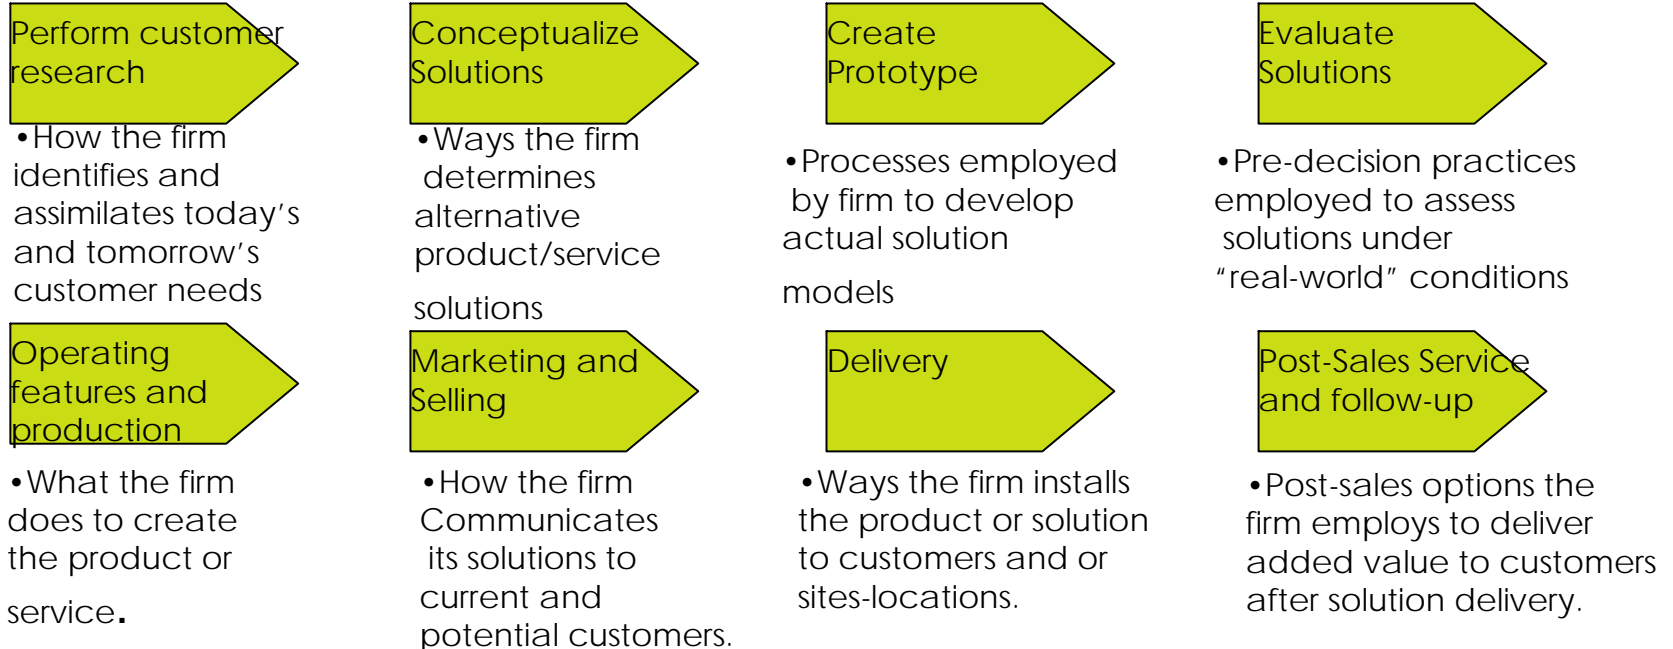 Perform customer
research
•How the firm
identifies and
assimilates today’s
and tomorrow’s
customer needs
Conceptualize
Solutions
•Ways the firm
determines
alternative
product/service
solutions
Create
Prototype
•Processes employed
by firm to develop
actual solution
models
Evaluate
Solutions
•Pre-decision practices
employed to assess
solutions under
“real-world” conditions
Operating
features and
production
•What the firm
does to create
the product or
service.
Marketing and
Selling
•How the firm
Communicates
its solutions to
current and
potential customers.
Delivery
•Ways the firm installs
the product or solution
to customers and or
sites-locations.
Post-Sales Service
and follow-up
•Post-sales options the
firm employs to deliver
added value to customers
after solution delivery.